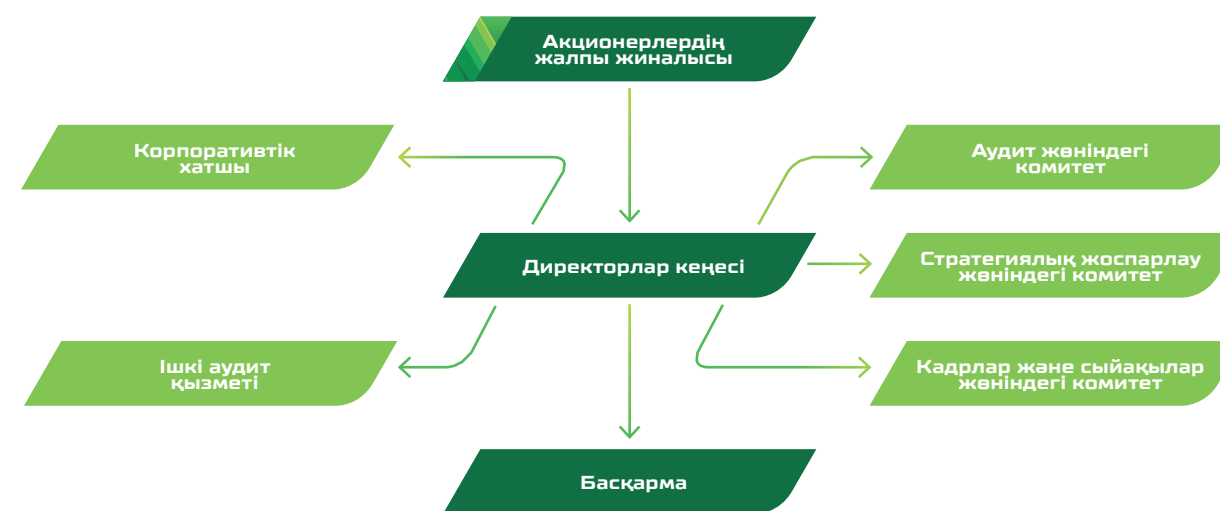 Акционерлердің
жалпы жиналысы
Корпоративтік
хатшы
Аудит жөніндегі
комитет
Директорлар кеңесі
Стратегиялық жоспарлау
жөніндегі комитет
Ішкі аудит
қызметі
Кадрлар және сыйақылар
жөніндегі комитет
Басқарма